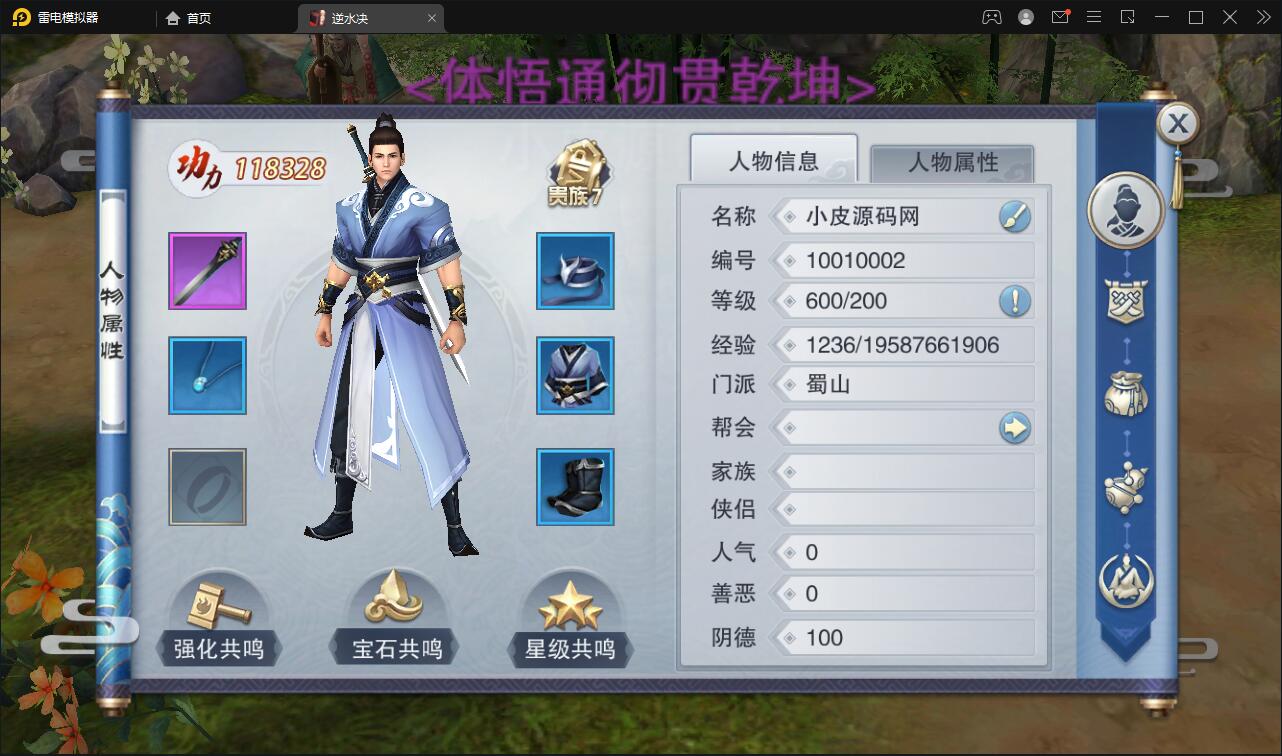 雷电模拟器
首页
逆水决
<体悟通彻贯乾坤>
人物属性
功力 118328
贵族7
强化共鸣
宝石共鸣
星级共鸣
人物信息
人物属性
名称 小皮源码网
编号 10010002
等级 600/200
经验 1236/19587661906
门派 蜀山
帮会
家族
侠侣
人气 0
善恶 0
阴德 100
X